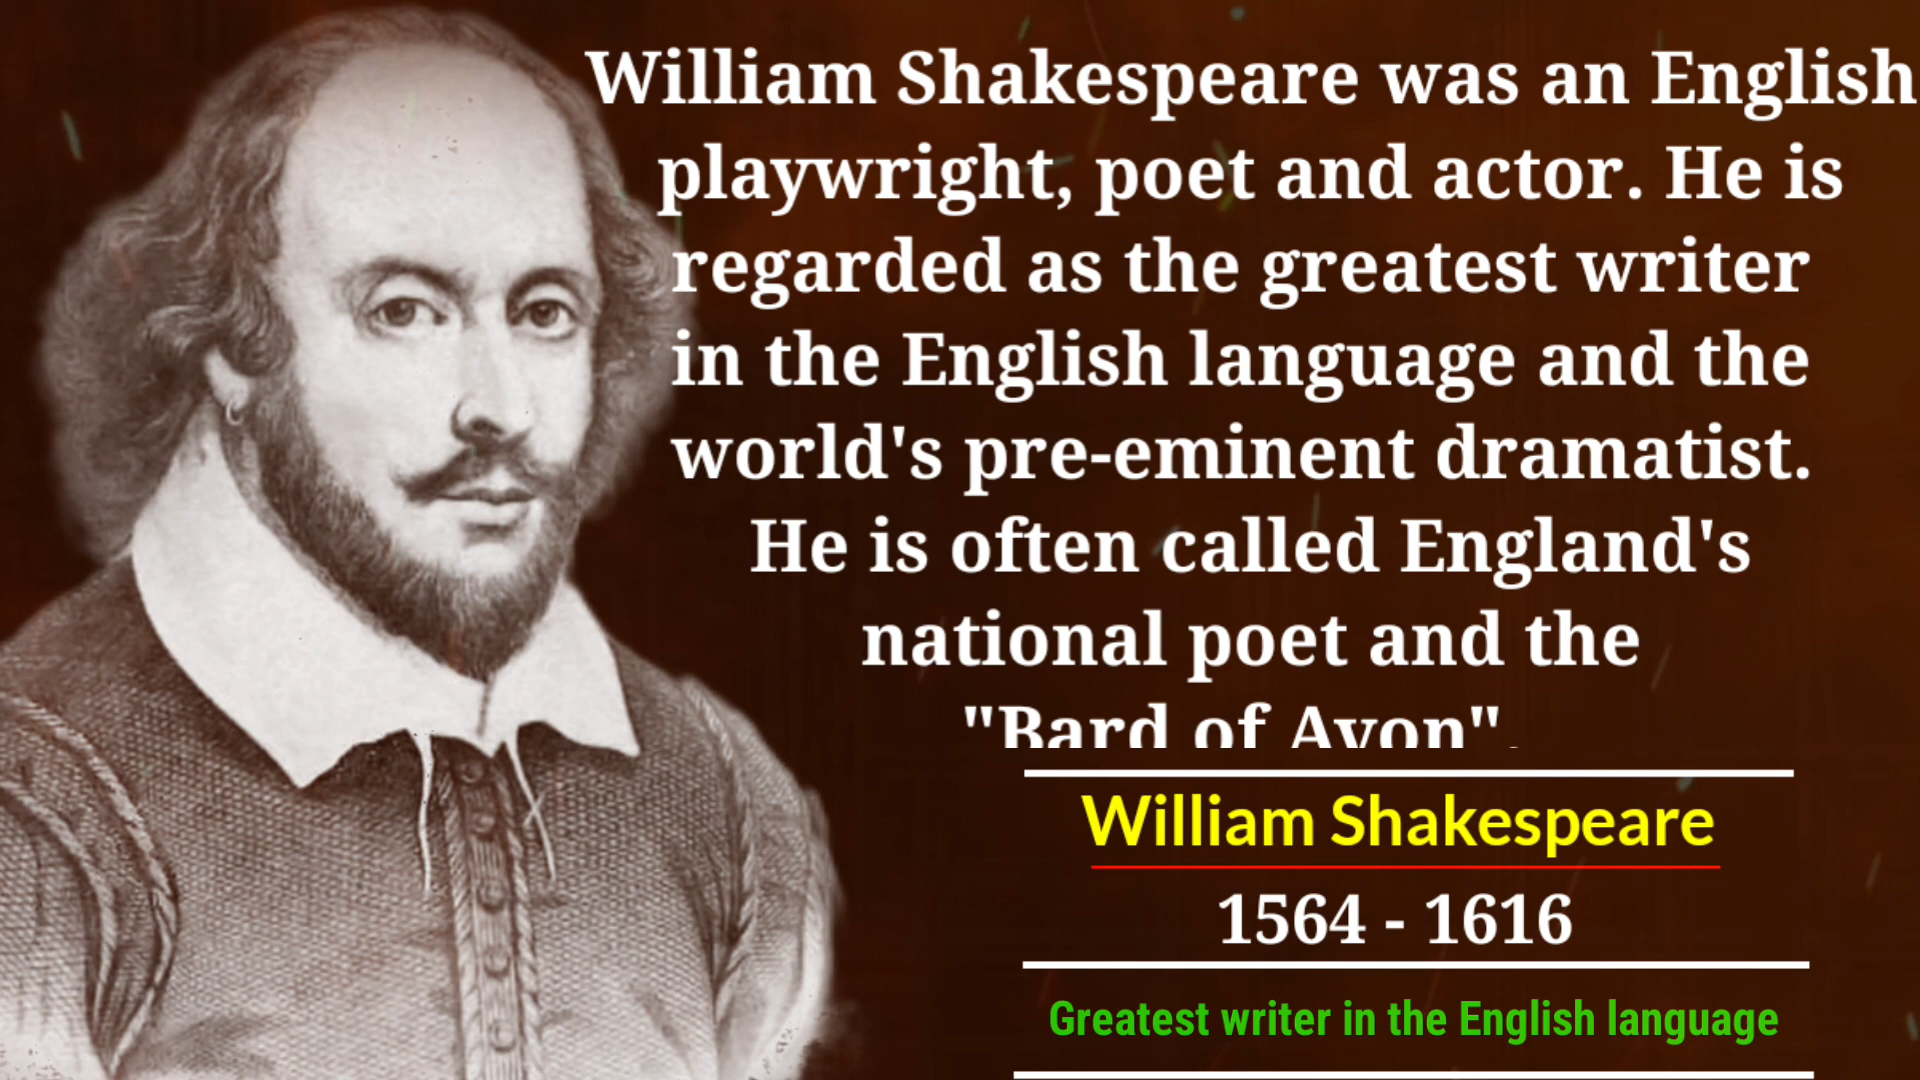 William Shakespeare was an English
playwright, poet and actor. He is
regarded as the greatest writer
in the English language and the
world's pre-eminent dramatist.
He is often called England's
national poet and the
"Bard of Avon".
William Shakespeare
1564 - 1616
Greatest writer in the English language